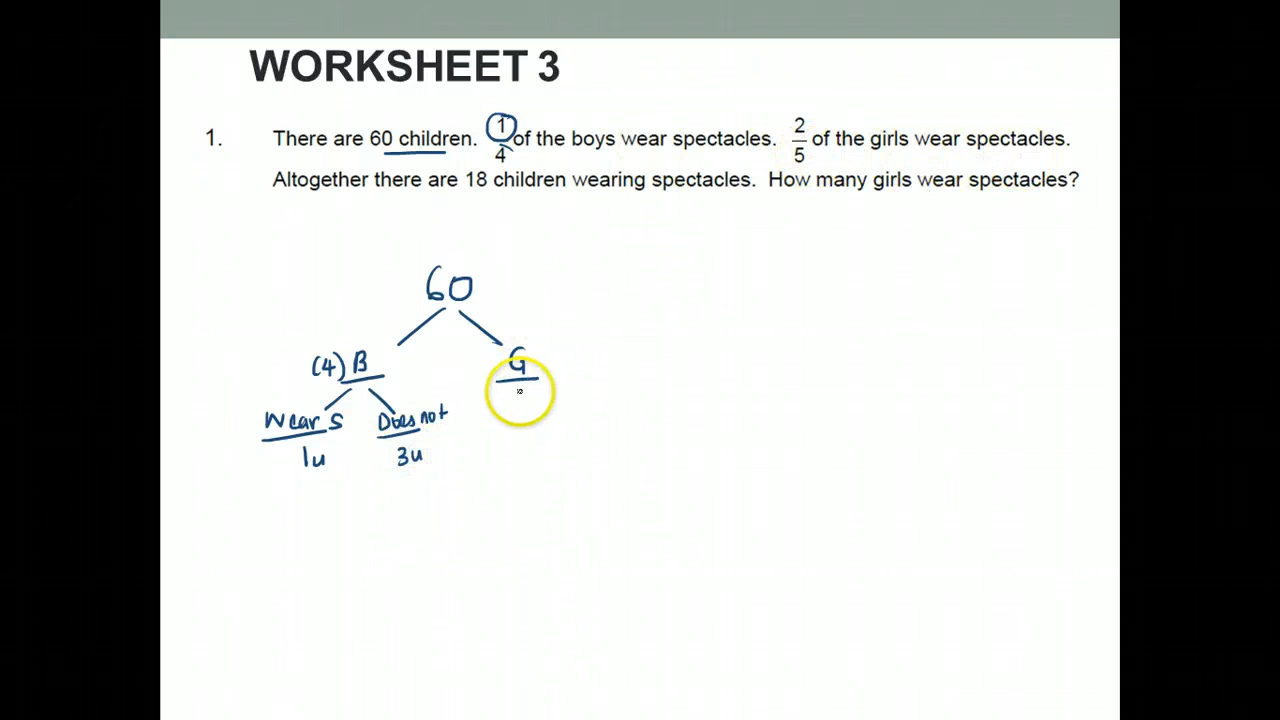 WORKSHEET 3
1. There are 60 children. 1/4 of the boys wear spectacles. 2/5 of the girls wear spectacles.
Altogether there are 18 children wearing spectacles. How many girls wear spectacles?
60
(4) B G
Wear S Does not
1u 3u